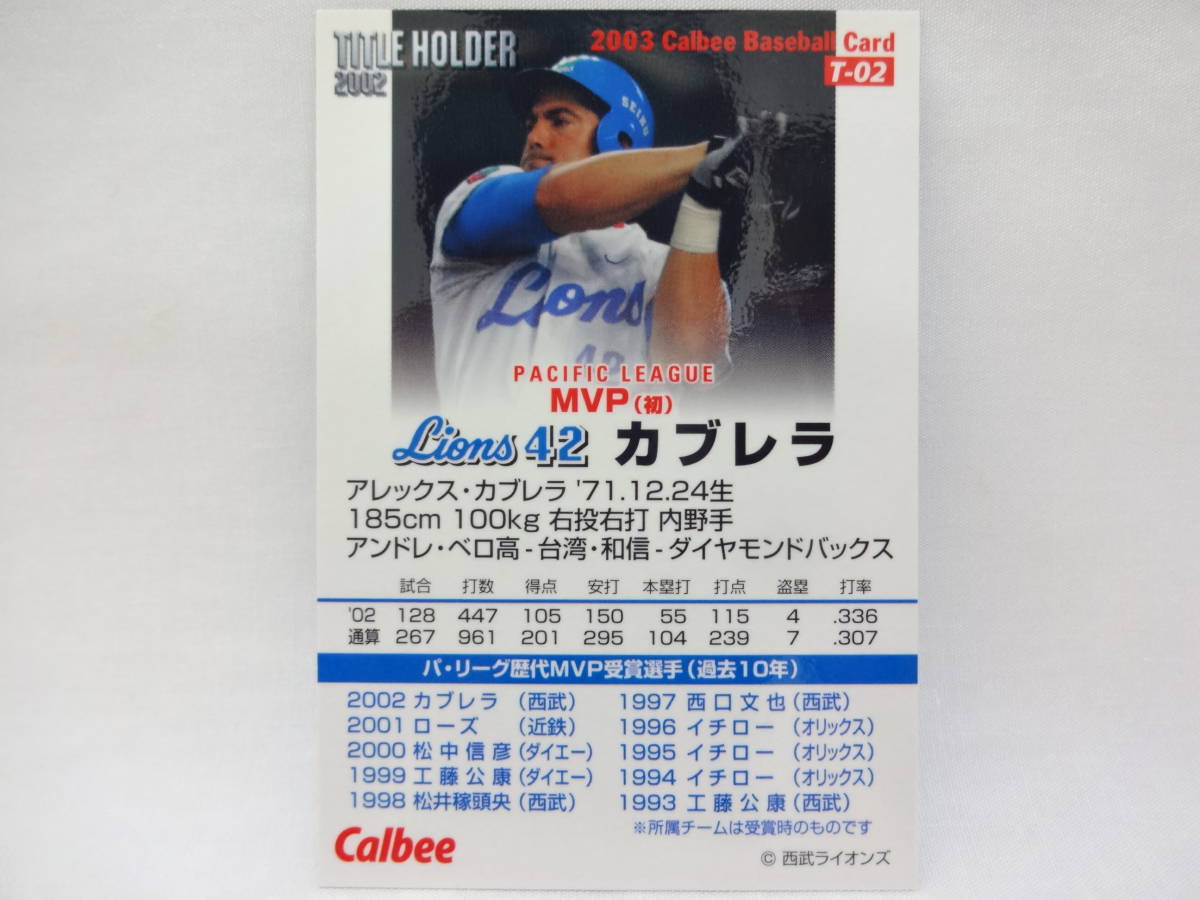 TITLE HOLDER
2002
2003 Calbee Baseball Card
T-02
SEIKO
Lions
42
PACIFIC LEAGUE
MVP(初)
Lions 42 カブレラ
アレックス・カブレラ '71.12.24生
185cm 100kg 右投右打 内野手
アンドレ・ベロ高-台湾・和信-ダイヤモンドバックス
試合 打数 得点 安打 本塁打 打点 盗塁 打率
'02 128 447 105 150 55 115 4 .336
通算 267 961 201 295 104 239 7 .307
パ・リーグ歴代MVP受賞選手(過去10年)
2002 カブレラ (西武)
2001 ローズ (近鉄)
2000 松中信彦(ダイエー)
1999 工藤公康(ダイエー)
1998 松井稼頭央(西武)
1997 西口文也(西武)
1996 イチロー (オリックス)
1995 イチロー (オリックス)
1994 イチロー (オリックス)
1993 工藤公康(西武)
※所属チームは受賞時のものです
Calbee
© 西武ライオンズ